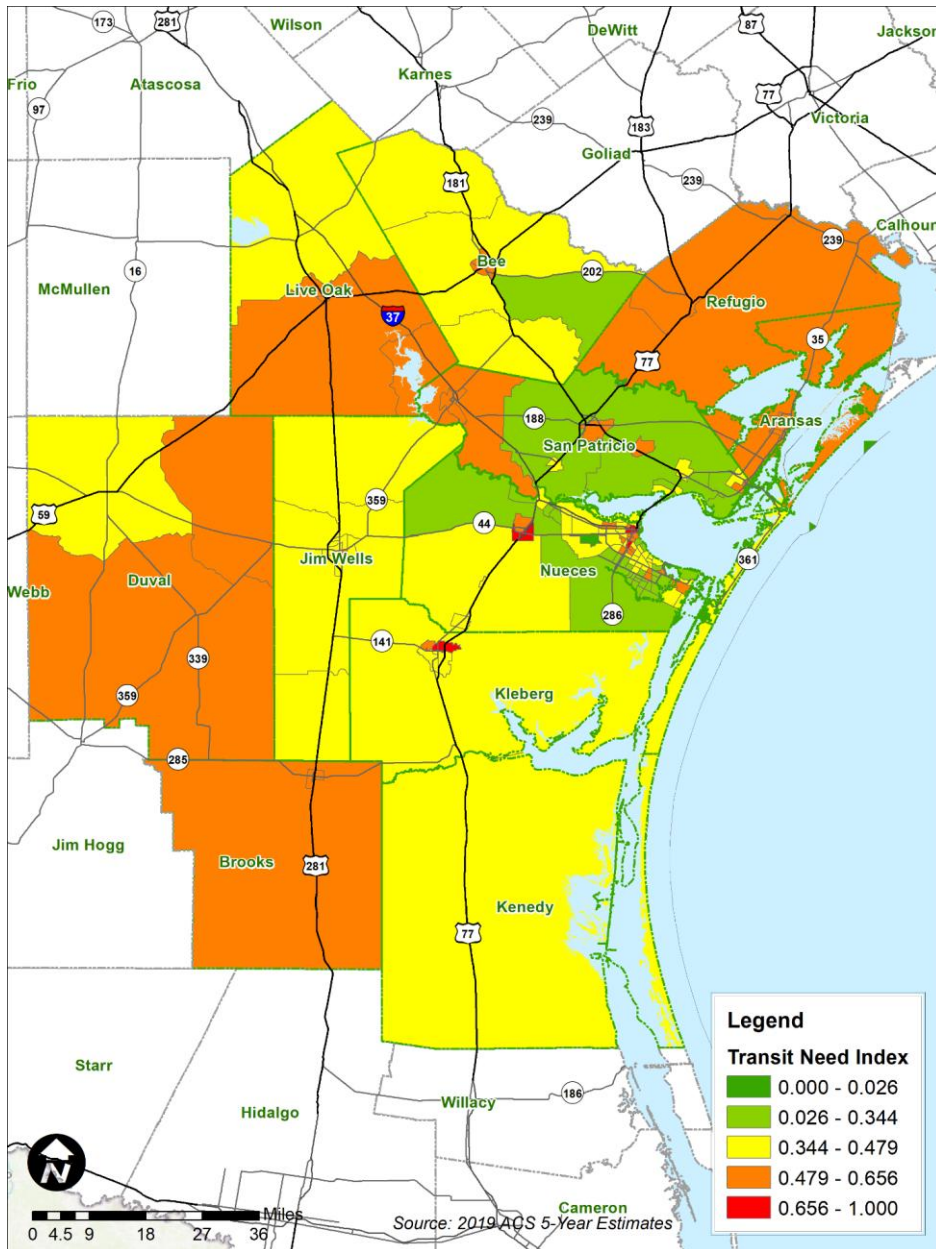 173
281
Wilson
DeWitt
87
Jackson
Frio
Atascosa
Karnes
77
97
239
183
Victoria
Goliad
181
239
Calhoun
239
16
Bee
202
McMullen
Live Oak
37
Refugio
77
35
188
Aransas
San Patricio
359
59
44
361
Jim Wells
Nueces
Webb
Duval
286
141
339
Kleberg
359
285
Jim Hogg
Brooks
281
Kenedy
77
Legend
Transit Need Index
0.000 - 0.026
0.026 - 0.344
0.344 - 0.479
0.479 - 0.656
0.656 - 1.000
Starr
186
Willacy
Hidalgo
N
Cameron
Miles
0 4.5 9 18 27 36
Source: 2019 ACS 5-Year Estimates